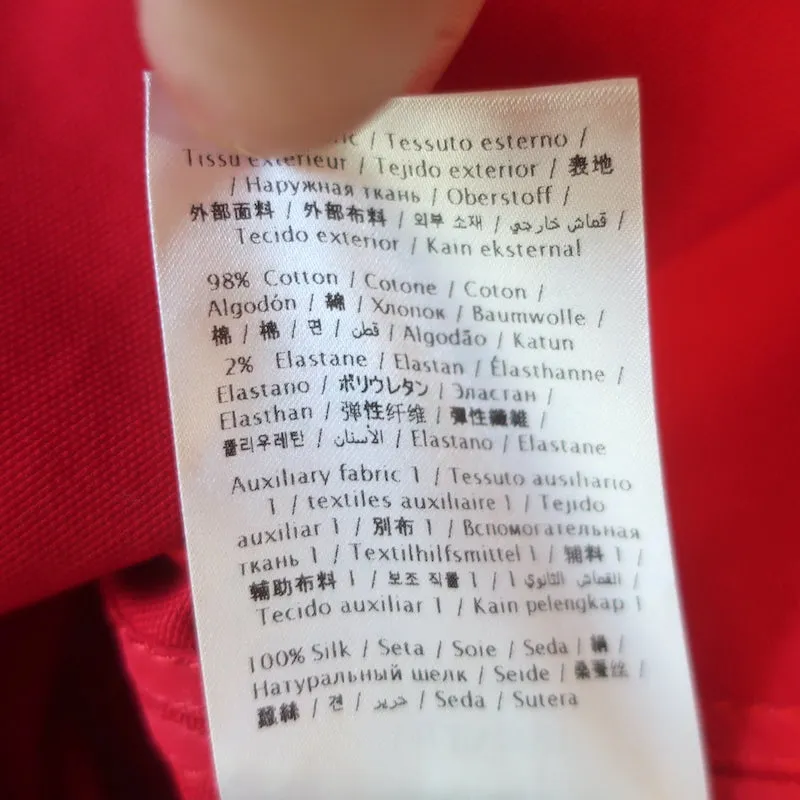 / Tessuto esterno /
Tissu extérieur / Tejido exterior / 表地
/ Наружная ткань / Oberstoff /
外部面料 / 外部布料 / 외부 소재 / قماش خارجي /
Tecido exterior / Kain eksternal
98% Cotton / Cotone / Coton /
Algodón / 綿 / Хлопок / Baumwolle /
棉 / 棉 / 면 / قطن / Algodão / Katun
2% Elastane / Elastan / Élasthanne /
Elastano / ポリウレタン / Эластан /
Elasthan / 弹性纤维 / 彈性纖維 /
폴리우레탄 / الأستان / Elastano / Elastane
Auxiliary fabric 1 / Tessuto ausiliario
1 / textiles auxiliaire 1 / Tejido
auxiliar 1 / 別布 1 / Вспомогательная
ткань 1 / Textilhilfsmittel 1 / 辅料 1 /
輔助布料 1 / 보조 직물 1 / القماش الثانوي 1 /
Tecido auxiliar 1 / Kain pelengkap 1
100% Silk / Seta / Soie / Seda / 絹 /
Натуральный шелк / Seide / 桑蚕丝 /
蠶絲 / 견 / حرير / Seda / Sutera